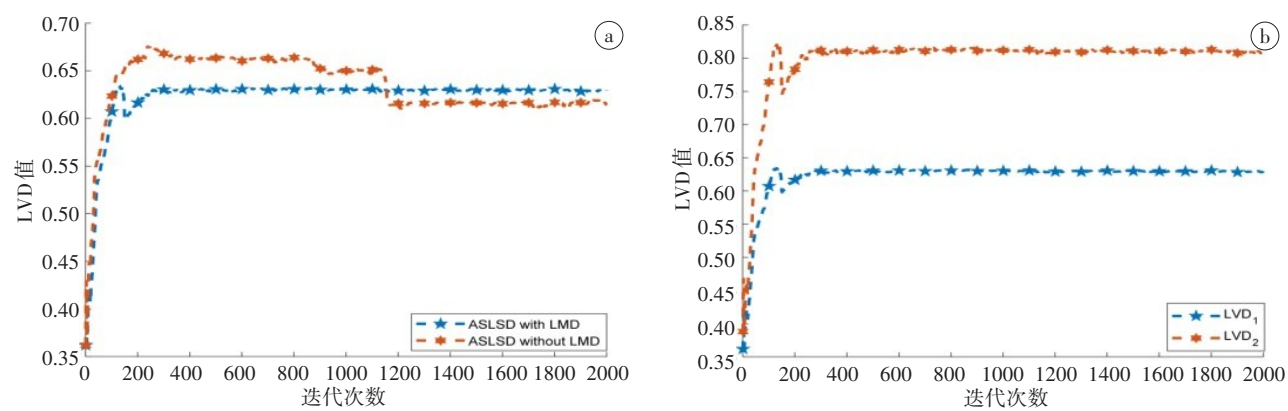 a
0.70
0.65
0.60
0.55
0.50
0.45
0.40
0.35
LVD值
ASLSD with LMD
ASLSD without LMD
0 200 400 600 800 1000 1200 1400 1600 1800 2000
迭代次数
b
0.85
0.80
0.75
0.80
0.70
0.65
0.60
0.55
0.50
0.45
0.40
0.35
LVD值
LVD₁
LVD₂
0 200 400 600 800 1000 1200 1400 1600 1800 2000
迭代次数